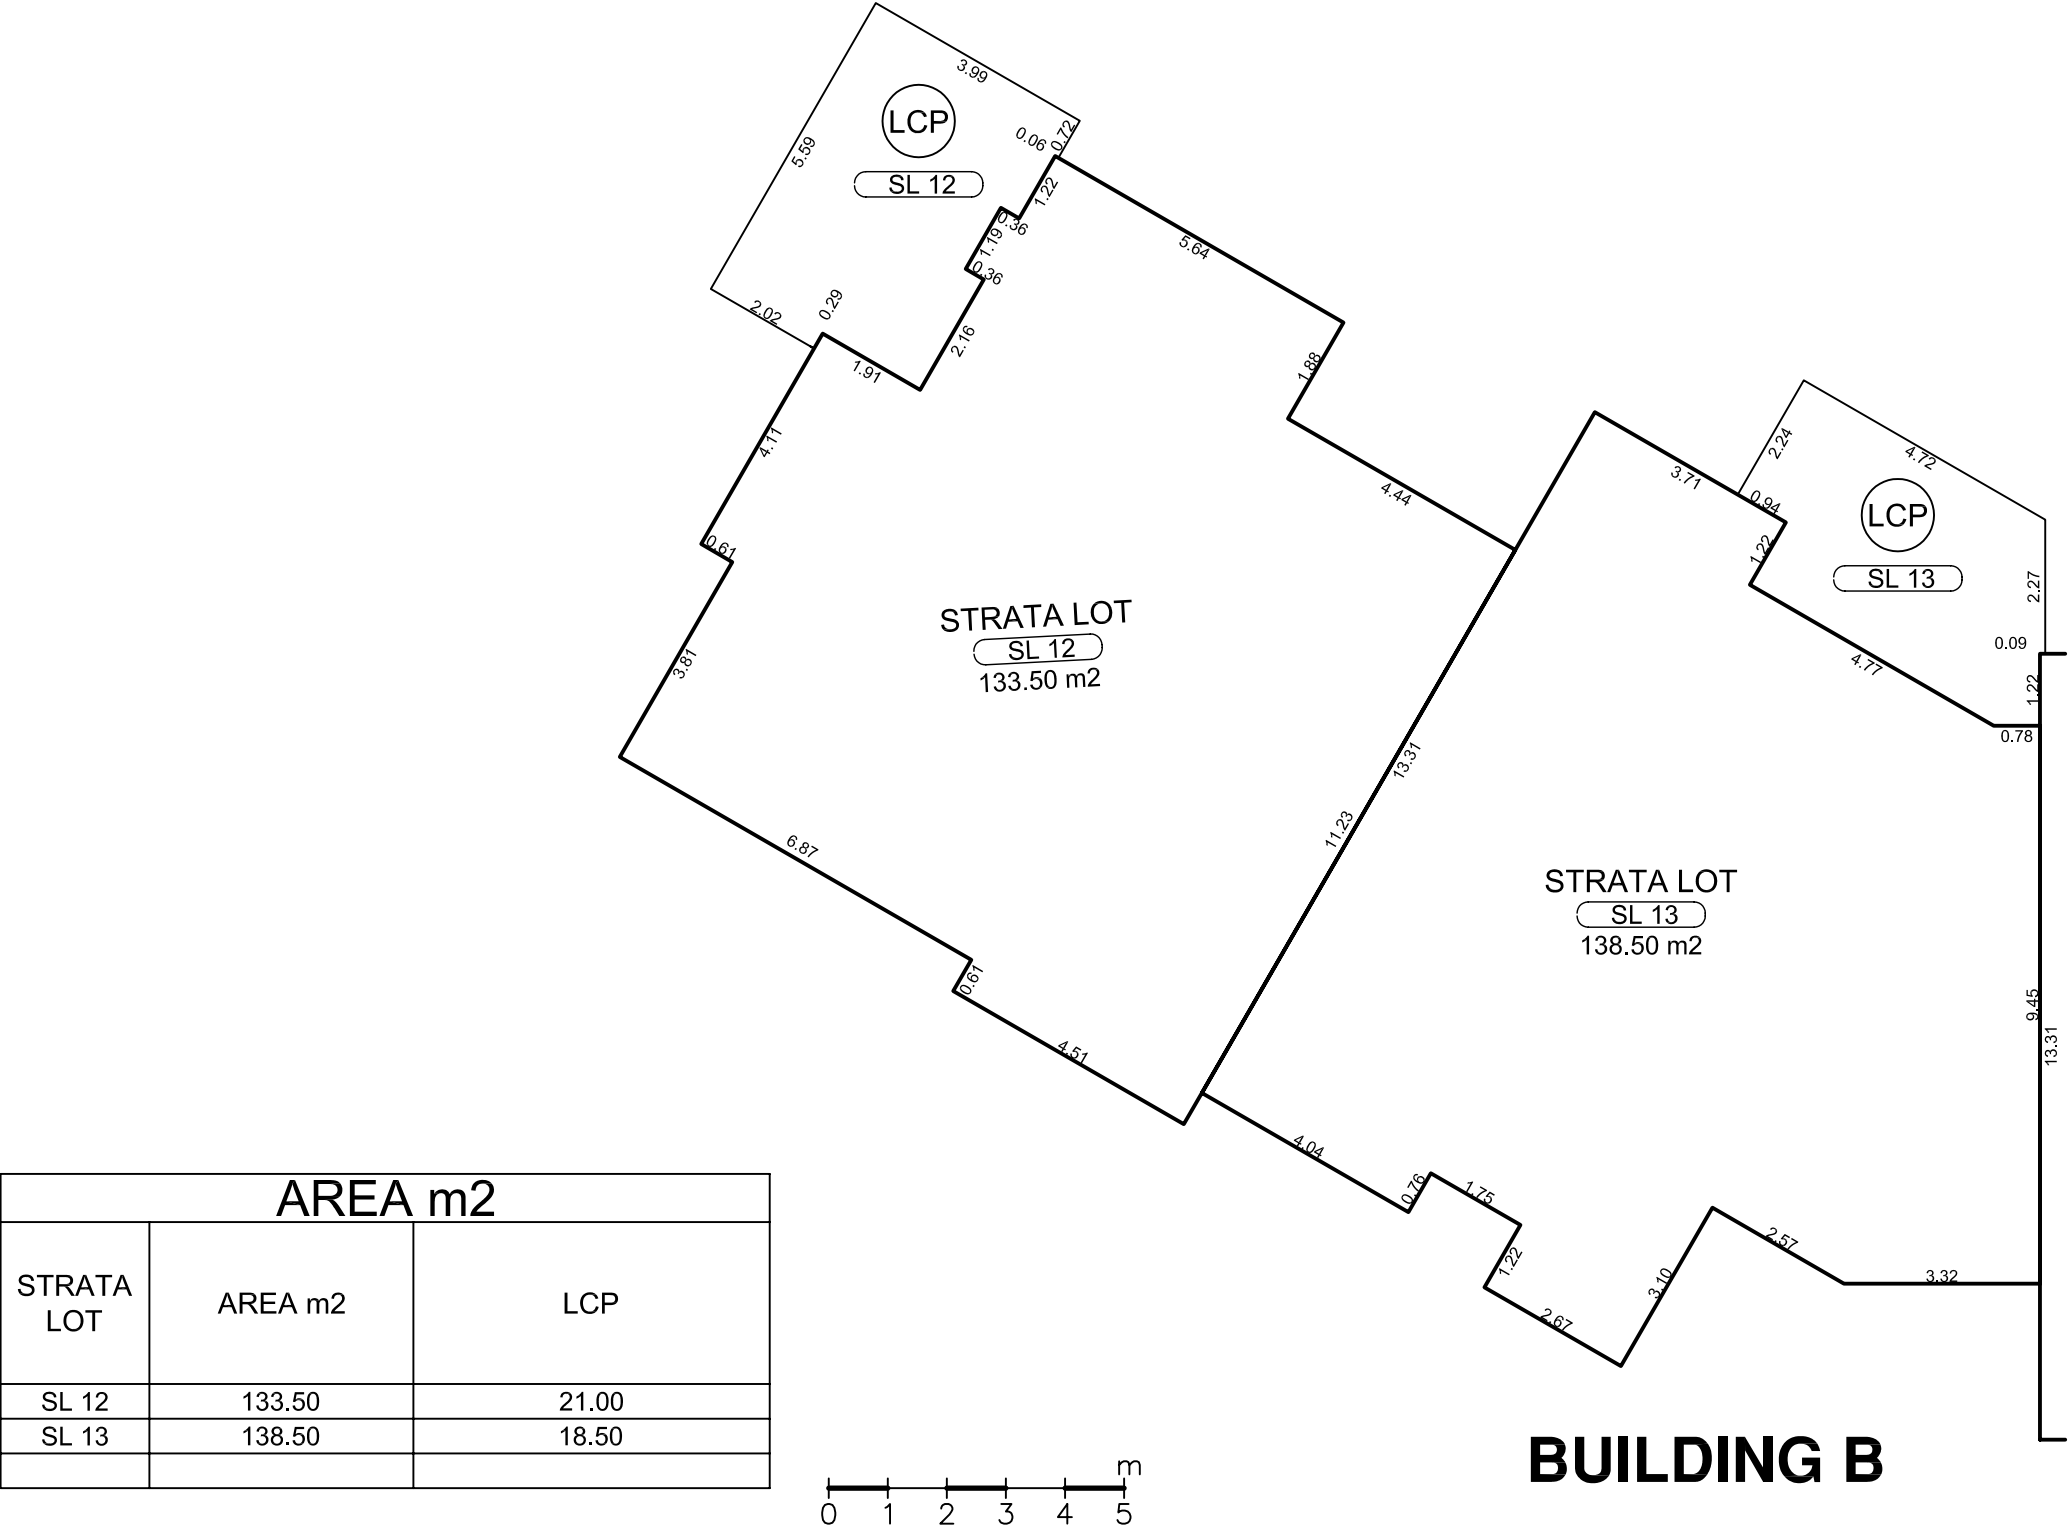 3.99
LCP
0.06
0.72
5.59
SL 12
1.22
0.36
1.19
5.64
0.36
0.29
2.02
2.16
1.88
1.91
4.11
2.24
4.72
3.71
4.44
0.94
LCP
0.61
1.22
SL 13
2.27
STRATA LOT
SL 12
133.50 m2
0.09
3.81
4.77
1.22
0.78
13.31
11.23
6.87
STRATA LOT
SL 13
138.50 m2
0.61
9.45
13.31
4.51
4.04
0.76
1.75
1.22
2.57
3.10
3.32
2.67
AREA m2
STRATA
LOT
AREA m2
LCP
SL 12
133.50
21.00
SL 13
138.50
18.50
m
0 1 2 3 4 5
BUILDING B